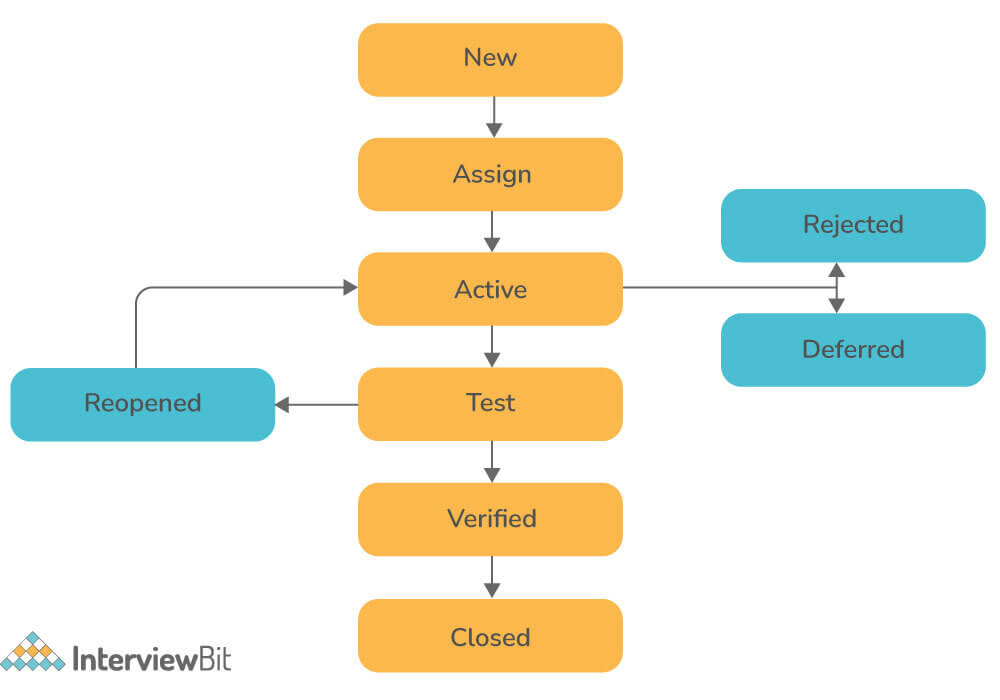 New
Assign
Rejected
Active
Deferred
Reopened
Test
Verified
Closed
InterviewBit